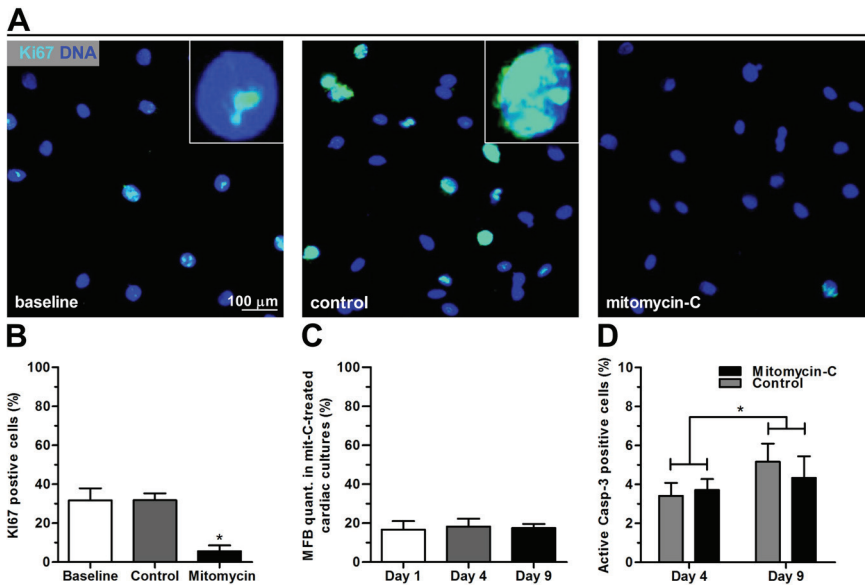 A
Ki67 DNA
baseline
100 μm
control
mitomycin-C
B
KI67 postive cells (%)
100
80
60
40
20
0
*
Baseline Control Mitomycin
C
MFB quant. in mit-C-treated
cardiac cultures (%)
100
80
60
40
20
0
Day 1 Day 4 Day 9
D
Active Casp-3 positive cells (%)
10
8
6
4
2
0
Mitomycin-C
Control
*
Day 4 Day 9